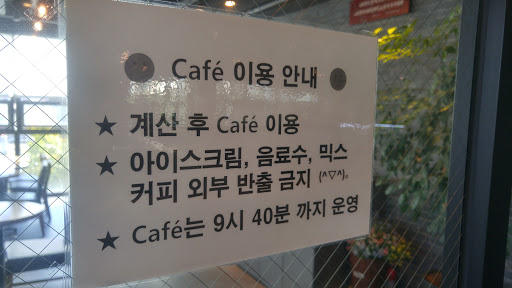 Café 이용 안내
★ 계산 후 Café 이용
★ 아이스크림, 음료수, 믹스
커피 외부 반출 금지 (^▽^)。
★ Café는 9시 40분 까지 운영